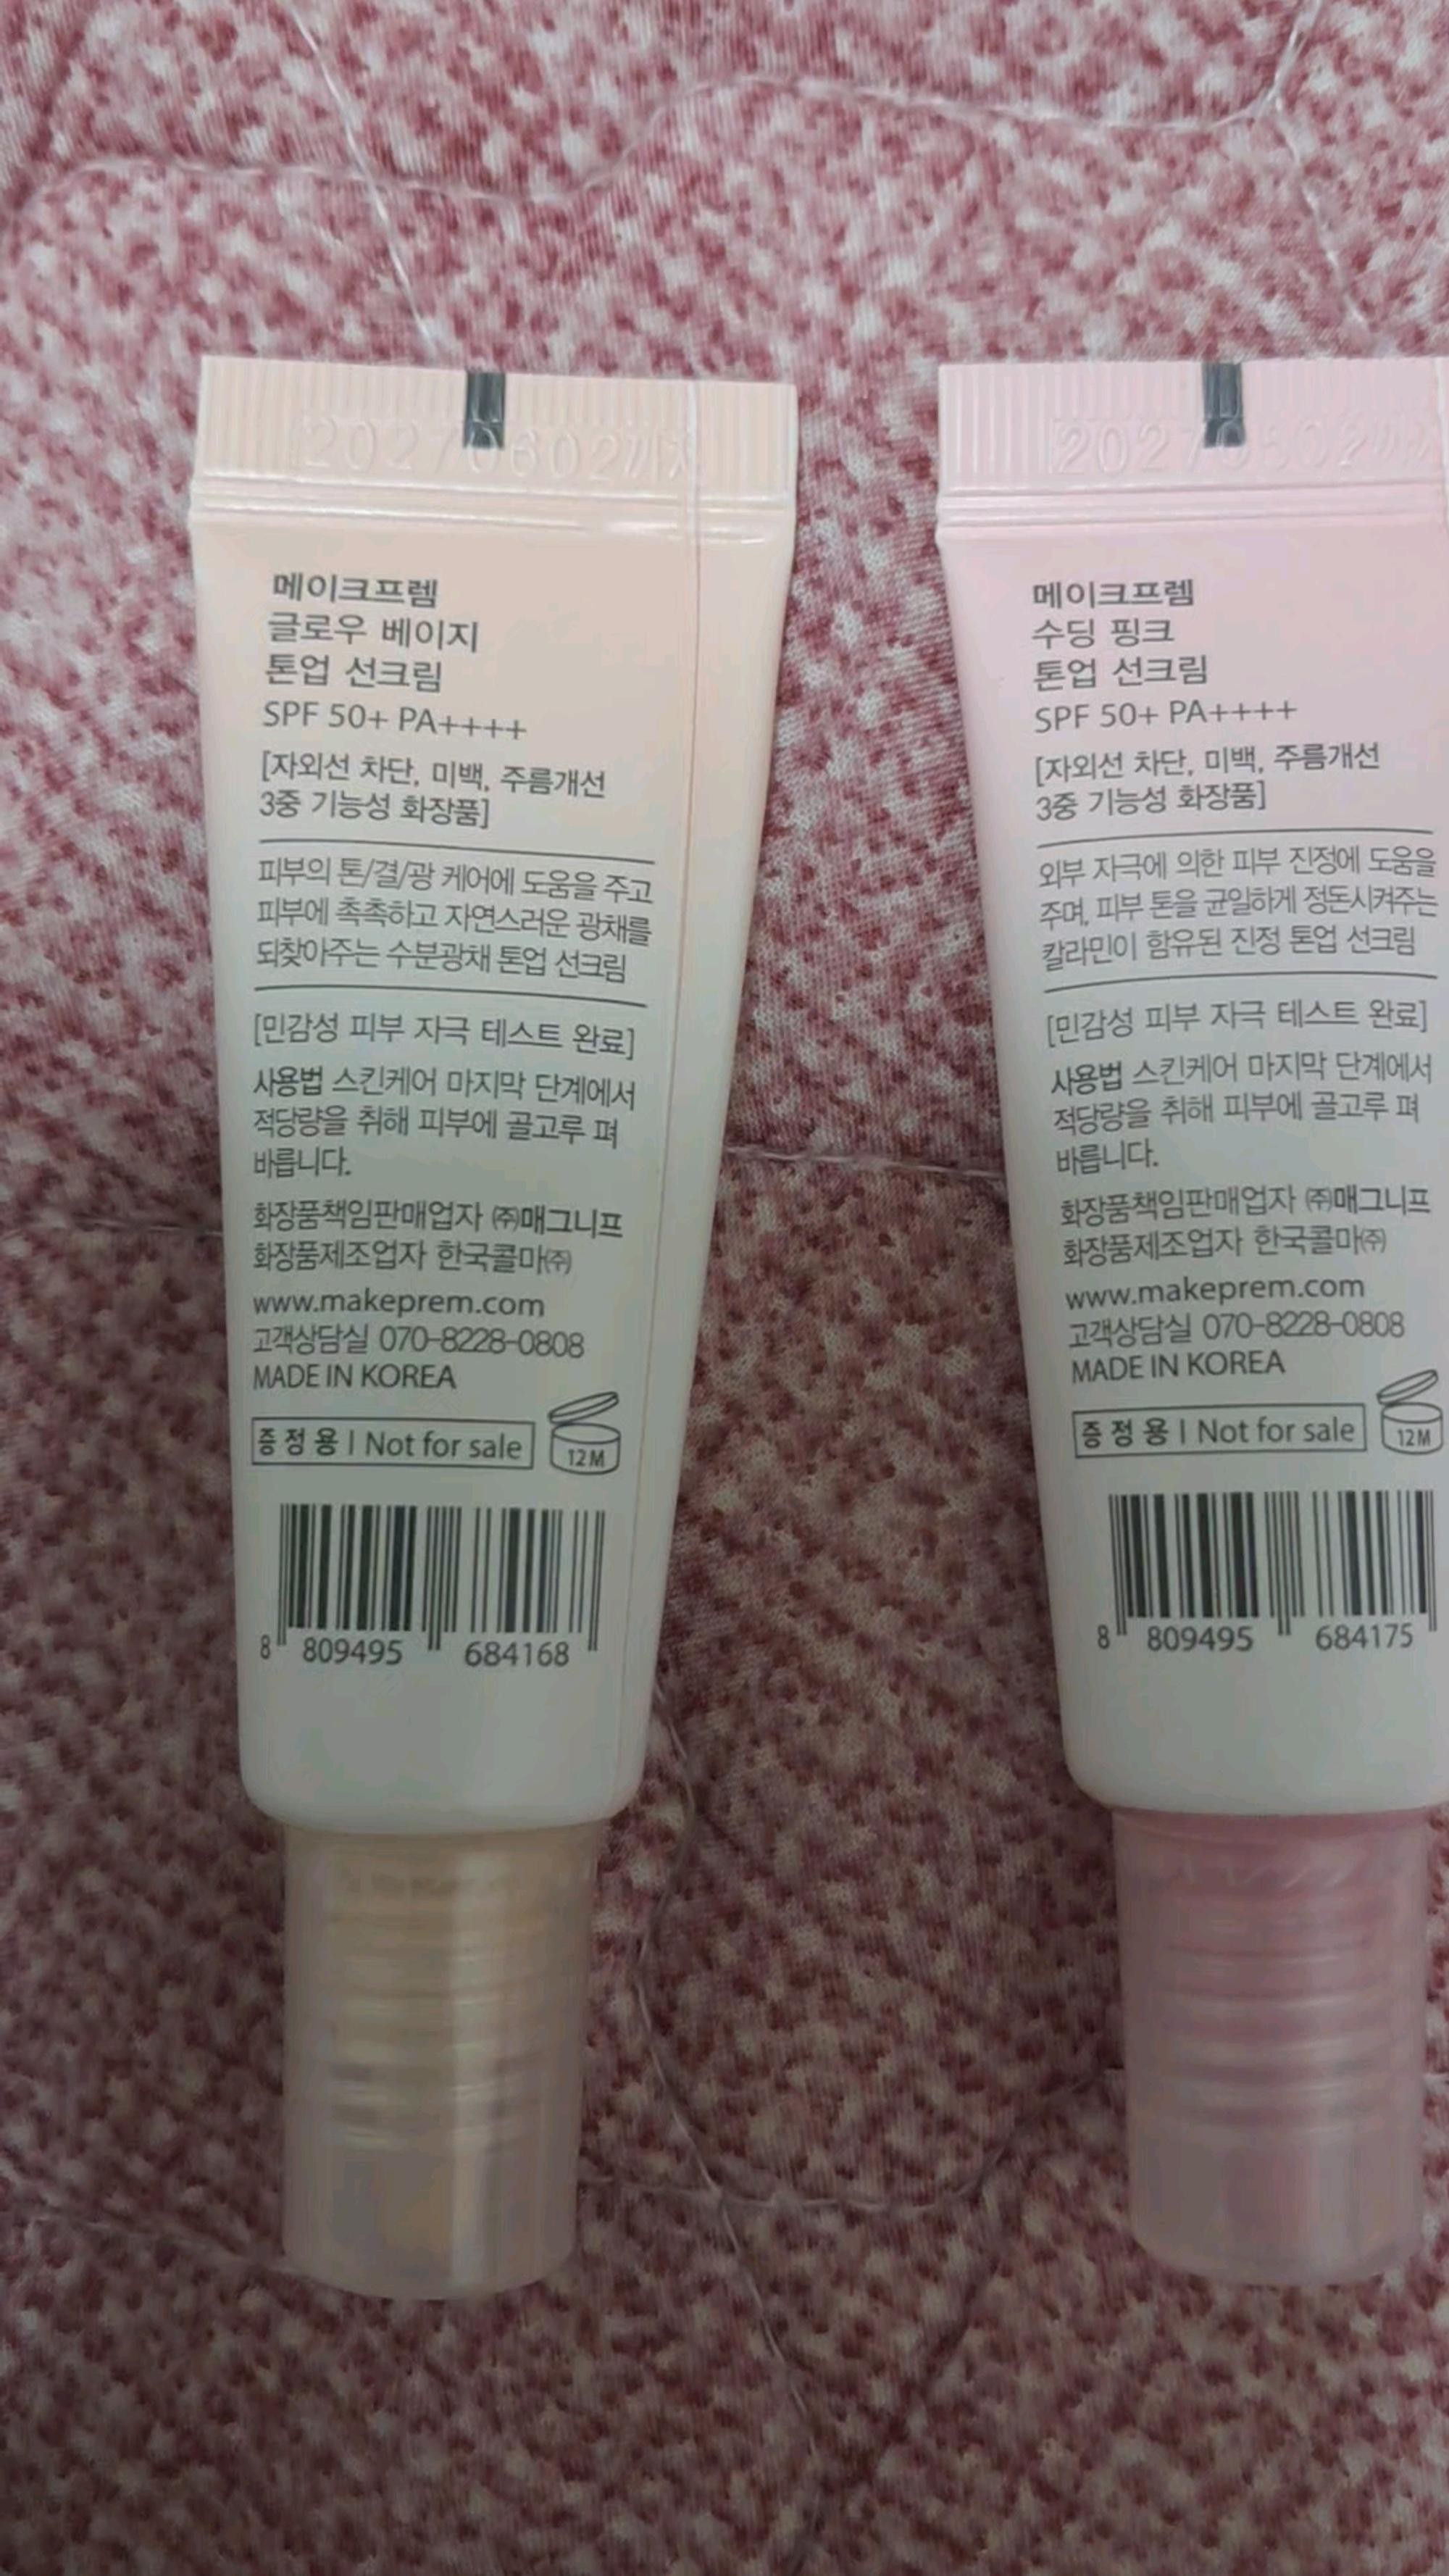 20270602까지
메이크프렘
글로우 베이지
톤업 선크림
SPF 50+ PA++++
[자외선 차단, 미백, 주름개선
3중 기능성 화장품]
피부의 톤/결/광 케어에 도움을 주고
피부에 촉촉하고 자연스러운 광채를
되찾아주는 수분광채 톤업 선크림
[민감성 피부 자극 테스트 완료]
사용법 스킨케어 마지막 단계에서
적당량을 취해 피부에 골고루 펴
바릅니다.
화장품책임판매업자 ㈜매그니프
화장품제조업자 한국콜마㈜
www.makeprem.com
고객상담실 070-8228-0808
MADE IN KOREA
증정용 | Not for sale
12M
8 809495 684168
메이크프렘
수딩 핑크
톤업 선크림
SPF 50+ PA++++
[자외선 차단, 미백, 주름개선
3중 기능성 화장품]
외부 자극에 의한 피부 진정에 도움을
주며, 피부 톤을 균일하게 정돈시켜주는
칼라민이 함유된 진정 톤업 선크림
[민감성 피부 자극 테스트 완료]
사용법 스킨케어 마지막 단계에서
적당량을 취해 피부에 골고루 펴
바릅니다.
화장품책임판매업자 ㈜매그니프
화장품제조업자 한국콜마㈜
www.makeprem.com
고객상담실 070-8228-0808
MADE IN KOREA
증정용 | Not for sale
12M
8 809495 684175